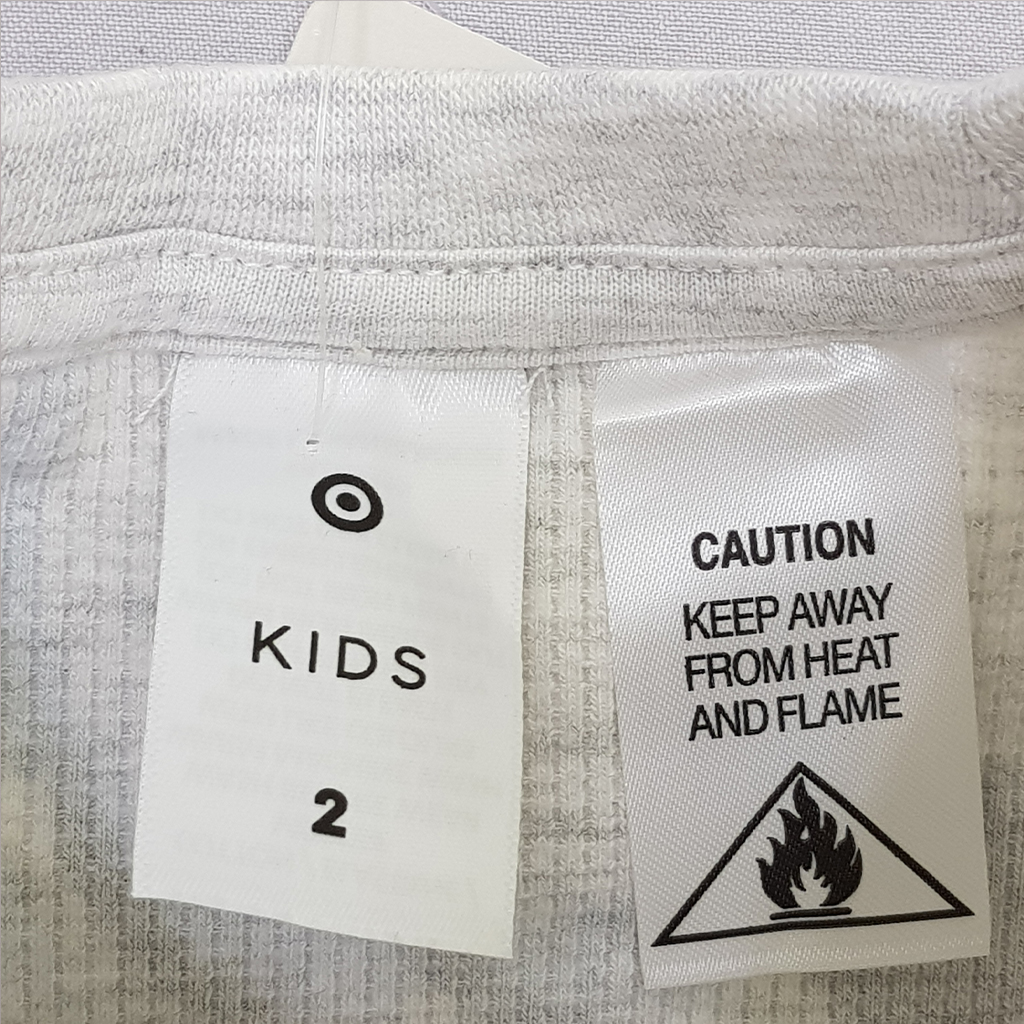 KIDS
2
CAUTION
KEEP AWAY
FROM HEAT
AND FLAME